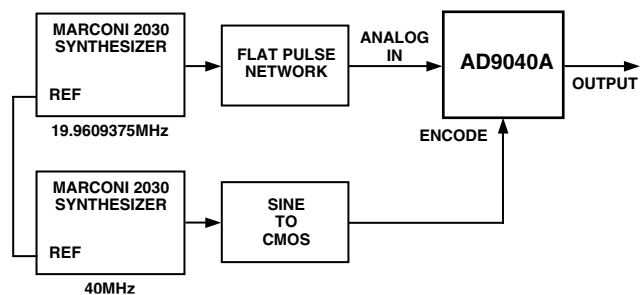 MARCONI 2030
SYNTHESIZER
REF
19.9609375MHz
FLAT PULSE
NETWORK
ANALOG
IN
AD9040A
OUTPUT
ENCODE
MARCONI 2030
SYNTHESIZER
REF
40MHz
SINE
TO
CMOS